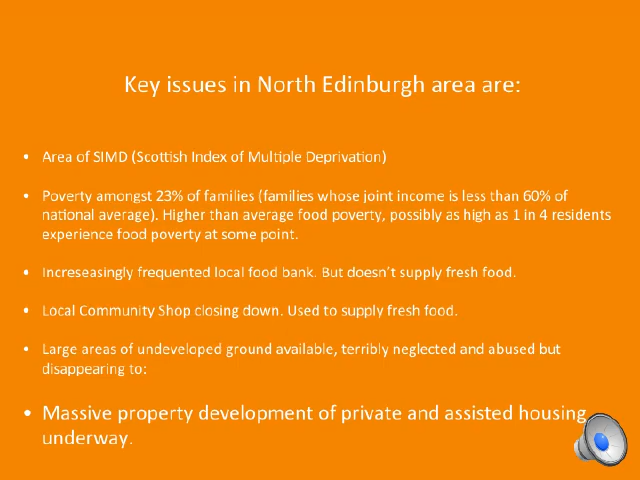 Key issues in North Edinburgh area are:
• Area of SIMD (Scottish Index of Multiple Deprivation)
• Poverty amongst 23% of families (families whose joint income is less than 60% of
national average). Higher than average food poverty, possibly as high as 1 in 4 residents
experience food poverty at some point.
• Increseasingly frequented local food bank. But doesn't supply fresh food.
• Local Community Shop closing down. Used to supply fresh food.
• Large areas of undeveloped ground available, terribly neglected and abused but
disappearing to:
• Massive property development of private and assisted housing
underway.